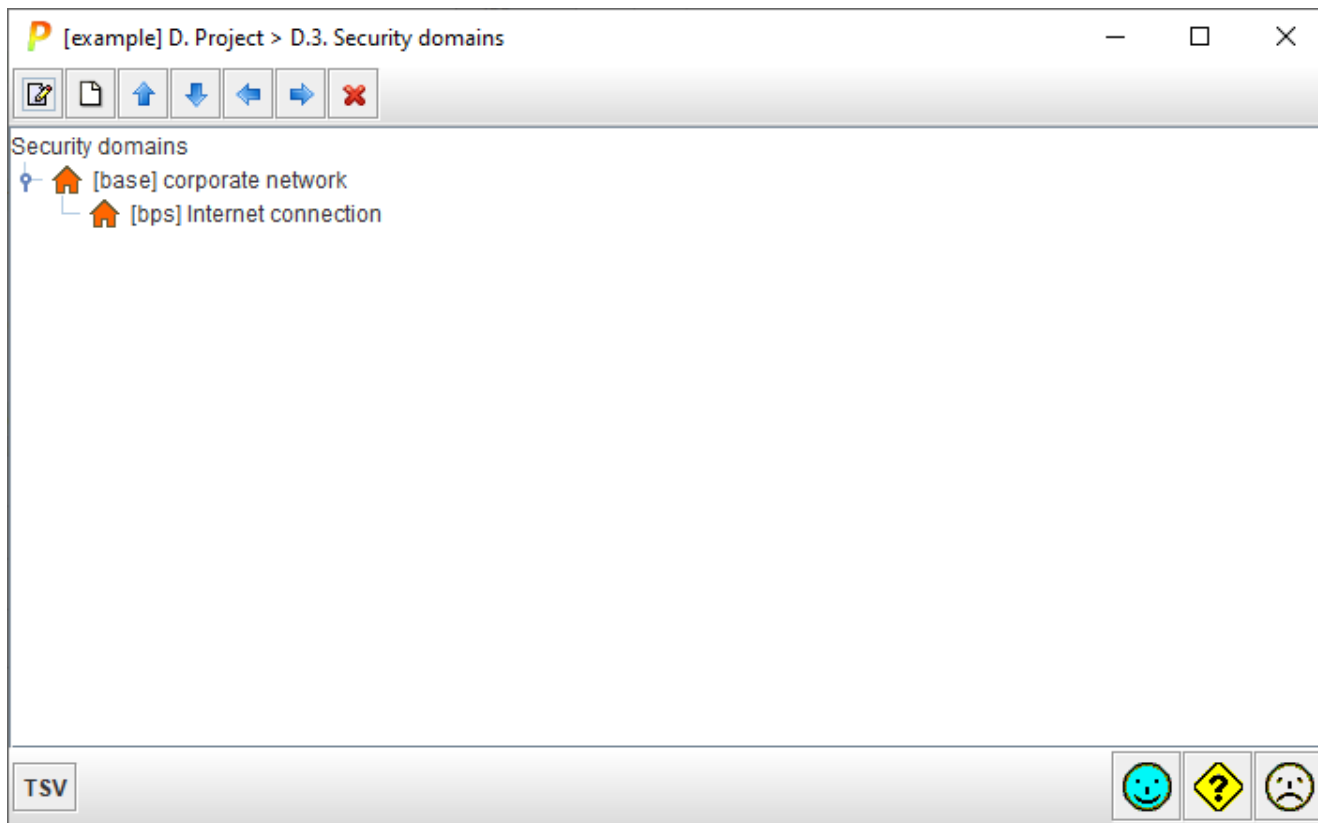 P [example] D. Project > D.3. Security domains
Security domains
[base] corporate network
[bps] Internet connection
TSV
?